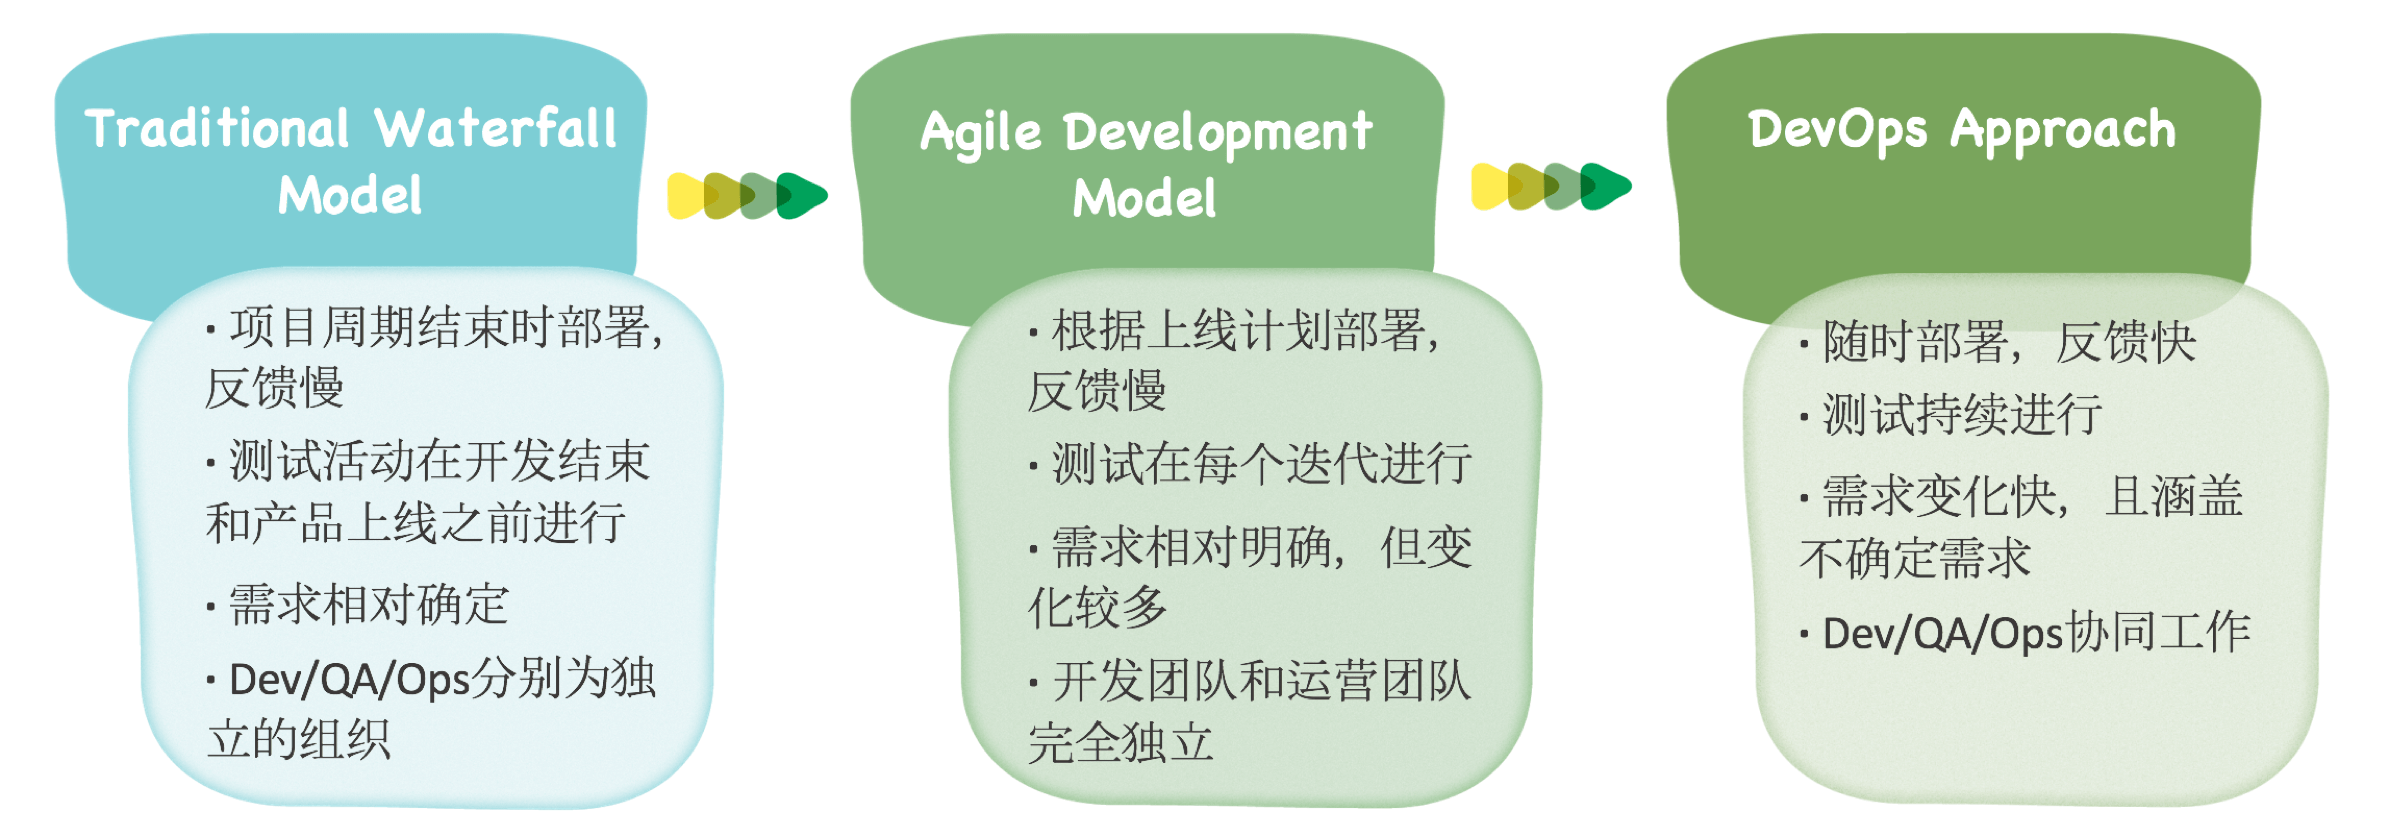 Traditional Waterfall
Model
· 项目周期结束时部署,
反馈慢
· 测试活动在开发结束
和产品上线之前进行
· 需求相对确定
· Dev/QA/Ops分别为独
立的组织
Agile Development
Model
· 根据上线计划部署,
反馈慢
· 测试在每个迭代进行
· 需求相对明确，但变
化较多
· 开发团队和运营团队
完全独立
DevOps Approach
· 随时部署，反馈快
· 测试持续进行
· 需求变化快，且涵盖
不确定需求
· Dev/QA/Ops协同工作